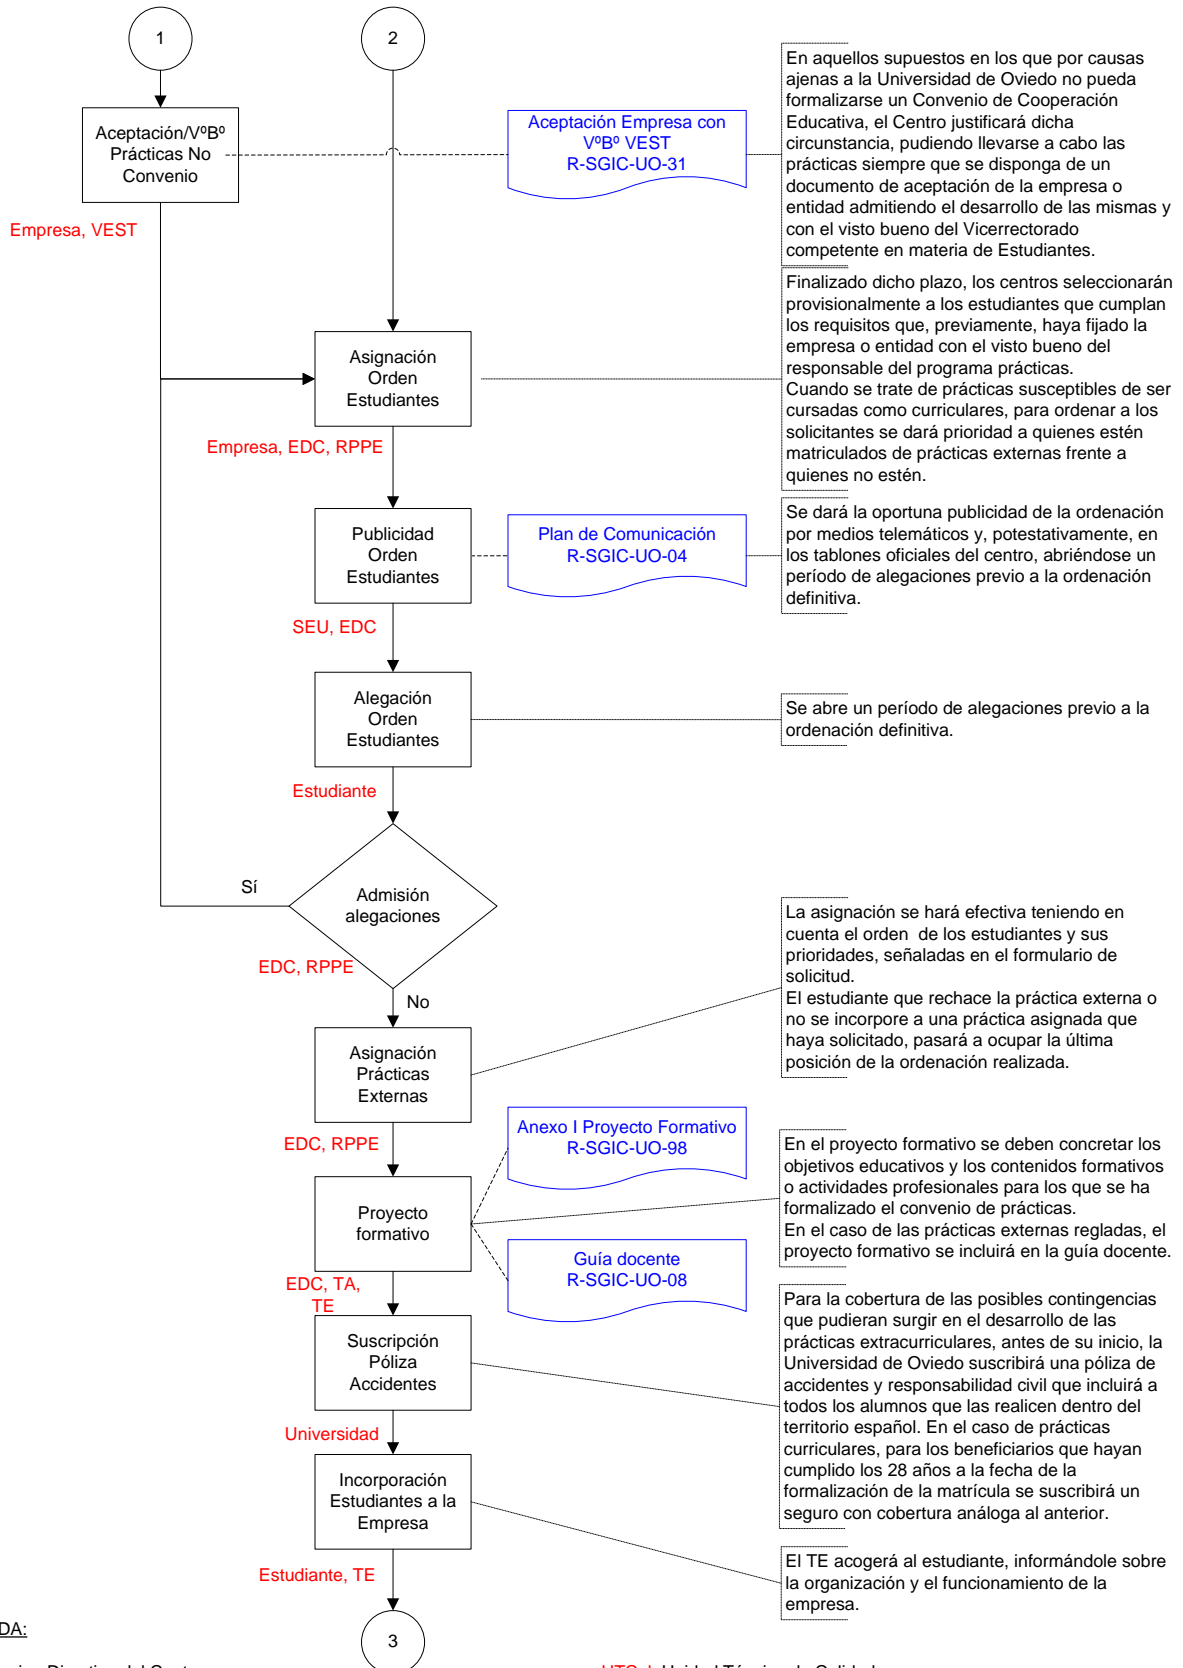 1
2
Aceptación/VºBº
Prácticas No
Convenio
Empresa, VEST
Aceptación Empresa con
VºBº VEST
R-SGIC-UO-31
En aquellos supuestos en los que por causas
ajenas a la Universidad de Oviedo no pueda
formalizarse un Convenio de Cooperación
Educativa, el Centro justificará dicha
circunstancia, pudiendo llevarse a cabo las
prácticas siempre que se disponga de un
documento de aceptación de la empresa o
entidad admitiendo el desarrollo de las mismas y
con el visto bueno del Vicerrectorado
competente en materia de Estudiantes.
Asignación
Orden
Estudiantes
Empresa, EDC, RPPE
Finalizado dicho plazo, los centros seleccionarán
provisionalmente a los estudiantes que cumplan
los requisitos que, previamente, haya fijado la
empresa o entidad con el visto bueno del
responsable del programa prácticas.
Cuando se trate de prácticas susceptibles de ser
cursadas como curriculares, para ordenar a los
solicitantes se dará prioridad a quienes estén
matriculados de prácticas externas frente a
quienes no estén.
Publicidad
Orden
Estudiantes
SEU, EDC
Plan de Comunicación
R-SGIC-UO-04
Se dará la oportuna publicidad de la ordenación
por medios telemáticos y, potestativamente, en
los tablones oficiales del centro, abriéndose un
período de alegaciones previo a la ordenación
definitiva.
Alegación
Orden
Estudiantes
Estudiante
Se abre un período de alegaciones previo a la
ordenación definitiva.
Sí
Admisión
alegaciones
EDC, RPPE
No
Asignación
Prácticas
Externas
EDC, RPPE
La asignación se hará efectiva teniendo en
cuenta el orden de los estudiantes y sus
prioridades, señaladas en el formulario de
solicitud.
El estudiante que rechace la práctica externa o
no se incorpore a una práctica asignada que
haya solicitado, pasará a ocupar la última
posición de la ordenación realizada.
Proyecto
formativo
EDC, TA,
TE
Anexo I Proyecto Formativo
R-SGIC-UO-98
Guía docente
R-SGIC-UO-08
En el proyecto formativo se deben concretar los
objetivos educativos y los contenidos formativos
o actividades profesionales para los que se ha
formalizado el convenio de prácticas.
En el caso de las prácticas externas regladas, el
proyecto formativo se incluirá en la guía docente.
Suscripción
Póliza
Accidentes
Universidad
Para la cobertura de las posibles contingencias
que pudieran surgir en el desarrollo de las
prácticas extracurriculares, antes de su inicio, la
Universidad de Oviedo suscribirá una póliza de
accidentes y responsabilidad civil que incluirá a
todos los alumnos que las realicen dentro del
territorio español. En el caso de prácticas
curriculares, para los beneficiarios que hayan
cumplido los 28 años a la fecha de la
formalización de la matrícula se suscribirá un
seguro con cobertura análoga al anterior.
Incorporación
Estudiantes a la
Empresa
Estudiante, TE
El TE acogerá al estudiante, informándole sobre
la organización y el funcionamiento de la
empresa.
3
DA: